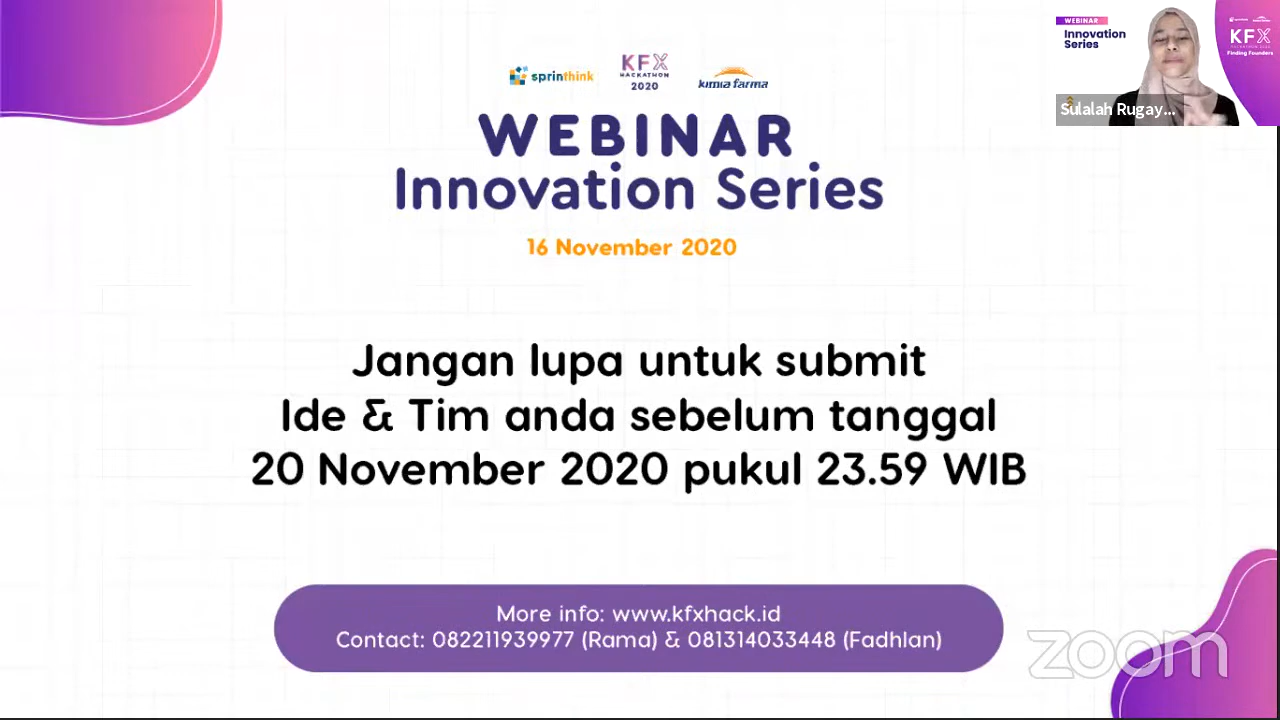 sprinthink
KFX
HACKATHON
2020
kimia farma
WEBINAR
Innovation Series
16 November 2020
Jangan lupa untuk submit
Ide & Tim anda sebelum tanggal
20 November 2020 pukul 23.59 WIB
More info: www.kfxhack.id
Contact: 082211939977 (Rama) & 081314033448 (Fadhlan)
zoom
WEBINAR
Innovation
Series
KFX
HACKATHON 2020
Finding Founders
Sulalah Rugay...